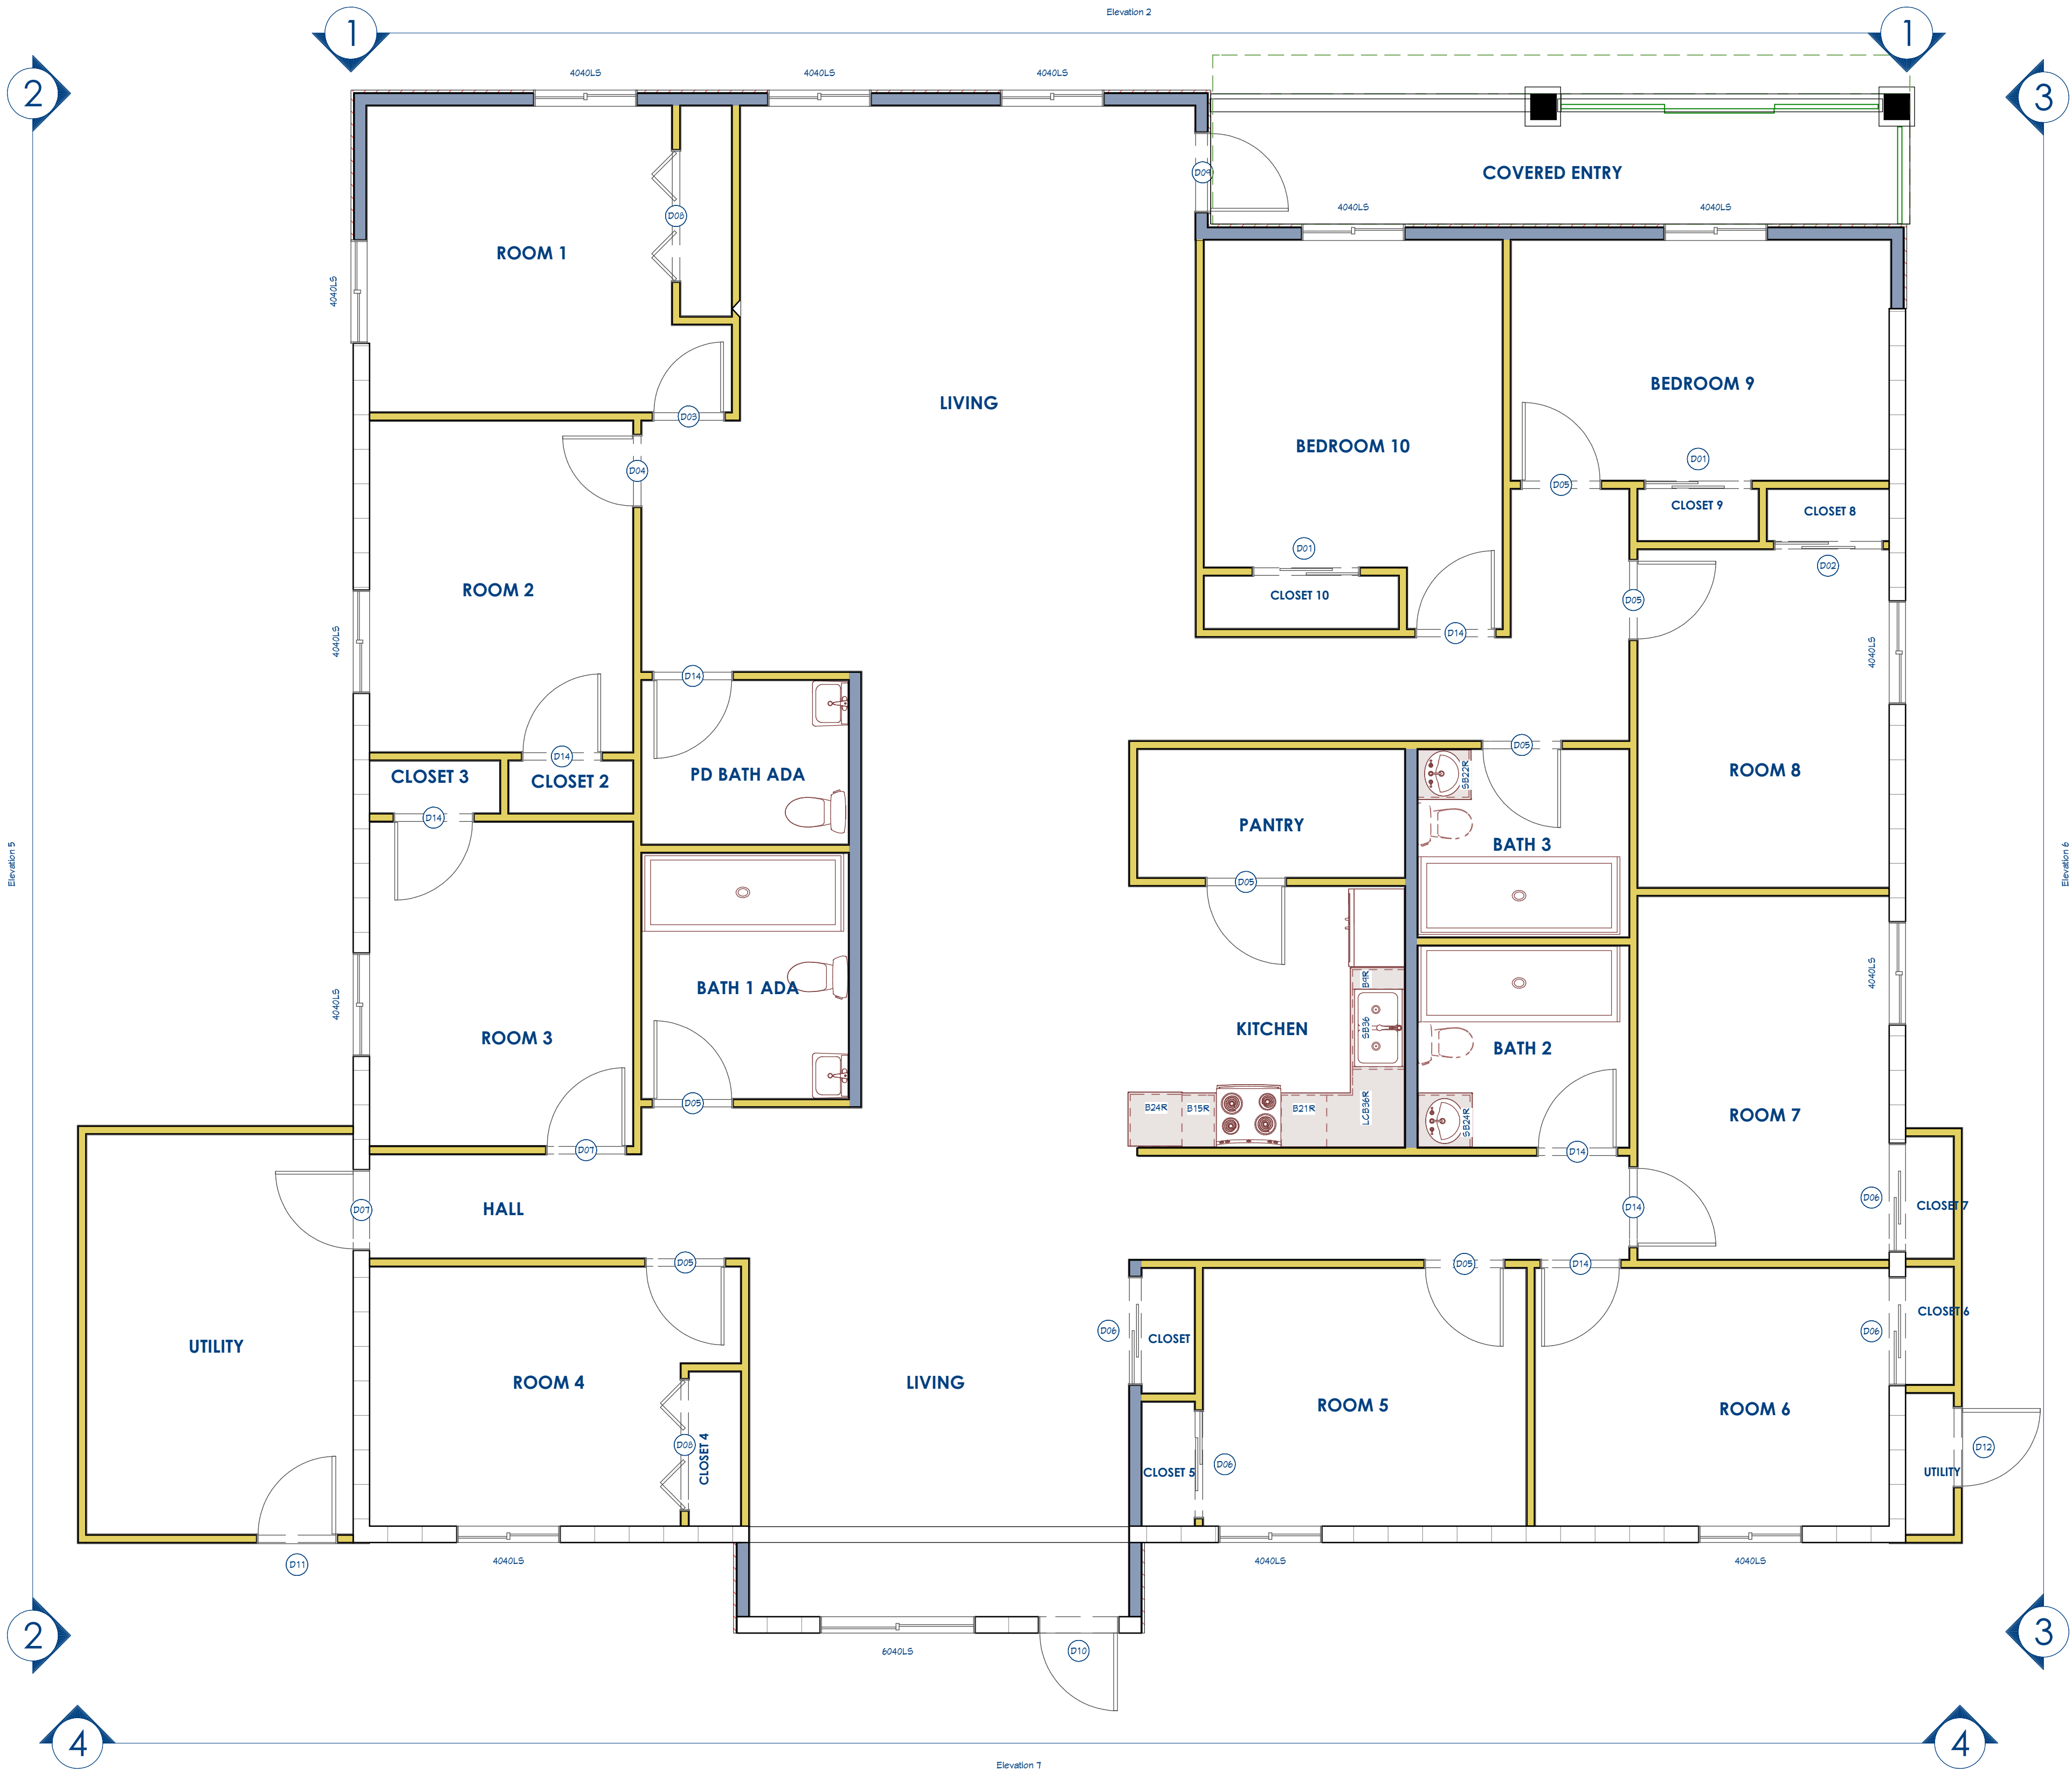 Elevation 2
1
1
2
3
4040LS
4040LS
4040LS
D09
COVERED ENTRY
4040LS
4040LS
D08
ROOM 1
4040LS
BEDROOM 9
LIVING
D03
BEDROOM 10
D01
D04
D05
CLOSET 9
CLOSET 8
D01
D02
ROOM 2
CLOSET 10
D05
D14
4040LS
4040LS
D14
D05
D14
CLOSET 3
CLOSET 2
PD BATH ADA
SB22R
ROOM 8
D14
PANTRY
BATH 3
Elevation 5
Elevation 6
D05
4040LS
4040LS
B9R
BATH 1 ADA
KITCHEN
SB36
ROOM 3
BATH 2
D05
B24R
B15R
B21R
LCB36R
SB24R
ROOM 7
D07
D14
D06
CLOSET 7
D07
HALL
D14
D05
D05
D14
CLOSET 6
D06
D06
CLOSET
UTILITY
ROOM 4
LIVING
ROOM 5
ROOM 6
D08
CLOSET 4
D12
D06
CLOSET 5
UTILITY
D11
4040LS
4040LS
4040LS
2
3
6040LS
D10
4
4
Elevation 7